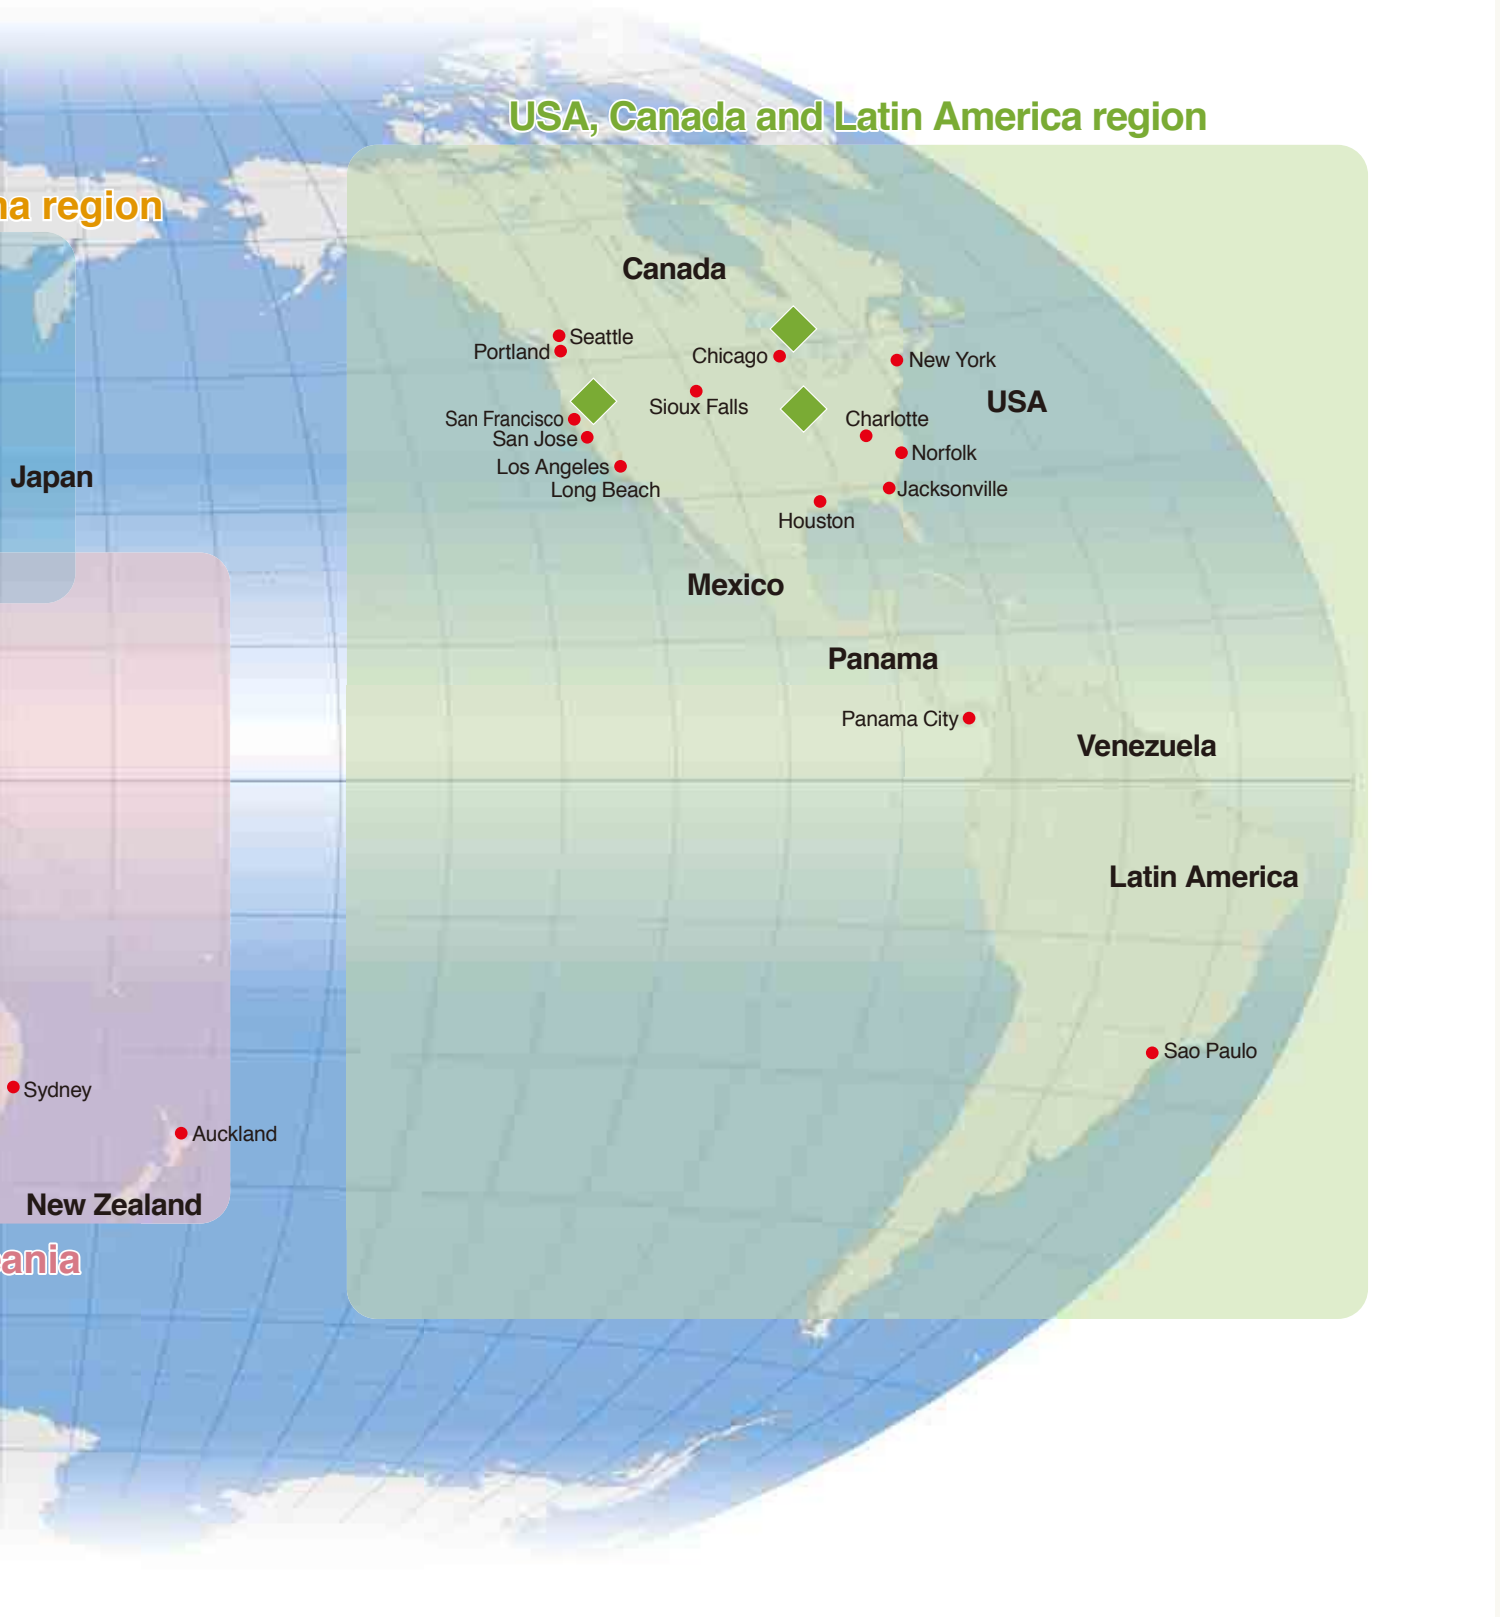 USA, Canada and Latin America region
na region
Canada
Seattle
Portland
Chicago
New York
Sioux Falls
USA
San Francisco
Charlotte
San Jose
Norfolk
Los Angeles
Long Beach
Jacksonville
Houston
Japan
Mexico
Panama
Panama City
Venezuela
Latin America
Sao Paulo
Sydney
Auckland
New Zealand
ania